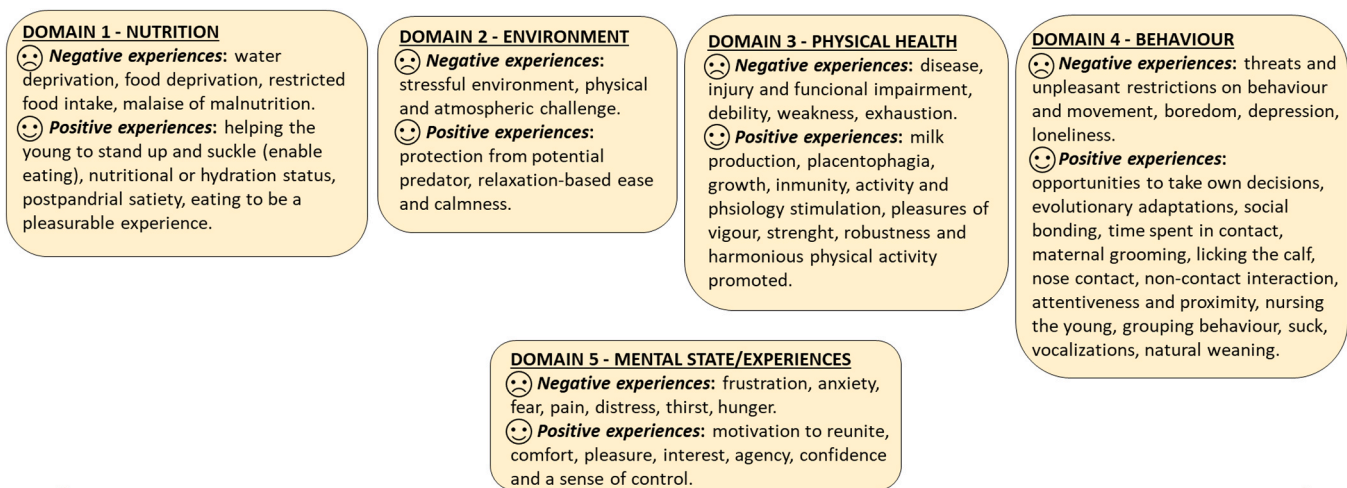 DOMAIN 1 - NUTRITION
Negative experiences: water
deprivation, food deprivation, restricted
food intake, malaise of malnutrition.
Positive experiences: helping the
young to stand up and suckle (enable
eating), nutritional or hydration status,
postpandrial satiety, eating to be a
pleasurable experience.
DOMAIN 2 - ENVIRONMENT
Negative experiences:
stressful environment, physical
and atmospheric challenge.
Positive experiences:
protection from potential
predator, relaxation-based ease
and calmness.
DOMAIN 3 - PHYSICAL HEALTH
Negative experiences: disease,
injury and funcional impairment,
debility, weakness, exhaustion.
Positive experiences: milk
production, placentophagia,
growth, inmunity, activity and
phsiology stimulation, pleasures of
vigour, strenght, robustness and
harmonious physical activity
promoted.
DOMAIN 4 - BEHAVIOUR
Negative experiences: threats and
unpleasant restrictions on behaviour
and movement, boredom, depression,
loneliness.
Positive experiences:
opportunities to take own decisions,
evolutionary adaptations, social
bonding, time spent in contact,
maternal grooming, licking the calf,
nose contact, non-contact interaction,
attentiveness and proximity, nursing
the young, grouping behaviour, suck,
vocalizations, natural weaning.
DOMAIN 5 - MENTAL STATE/EXPERIENCES
Negative experiences: frustration, anxiety,
fear, pain, distress, thirst, hunger.
Positive experiences: motivation to reunite,
comfort, pleasure, interest, agency, confidence
and a sense of control.